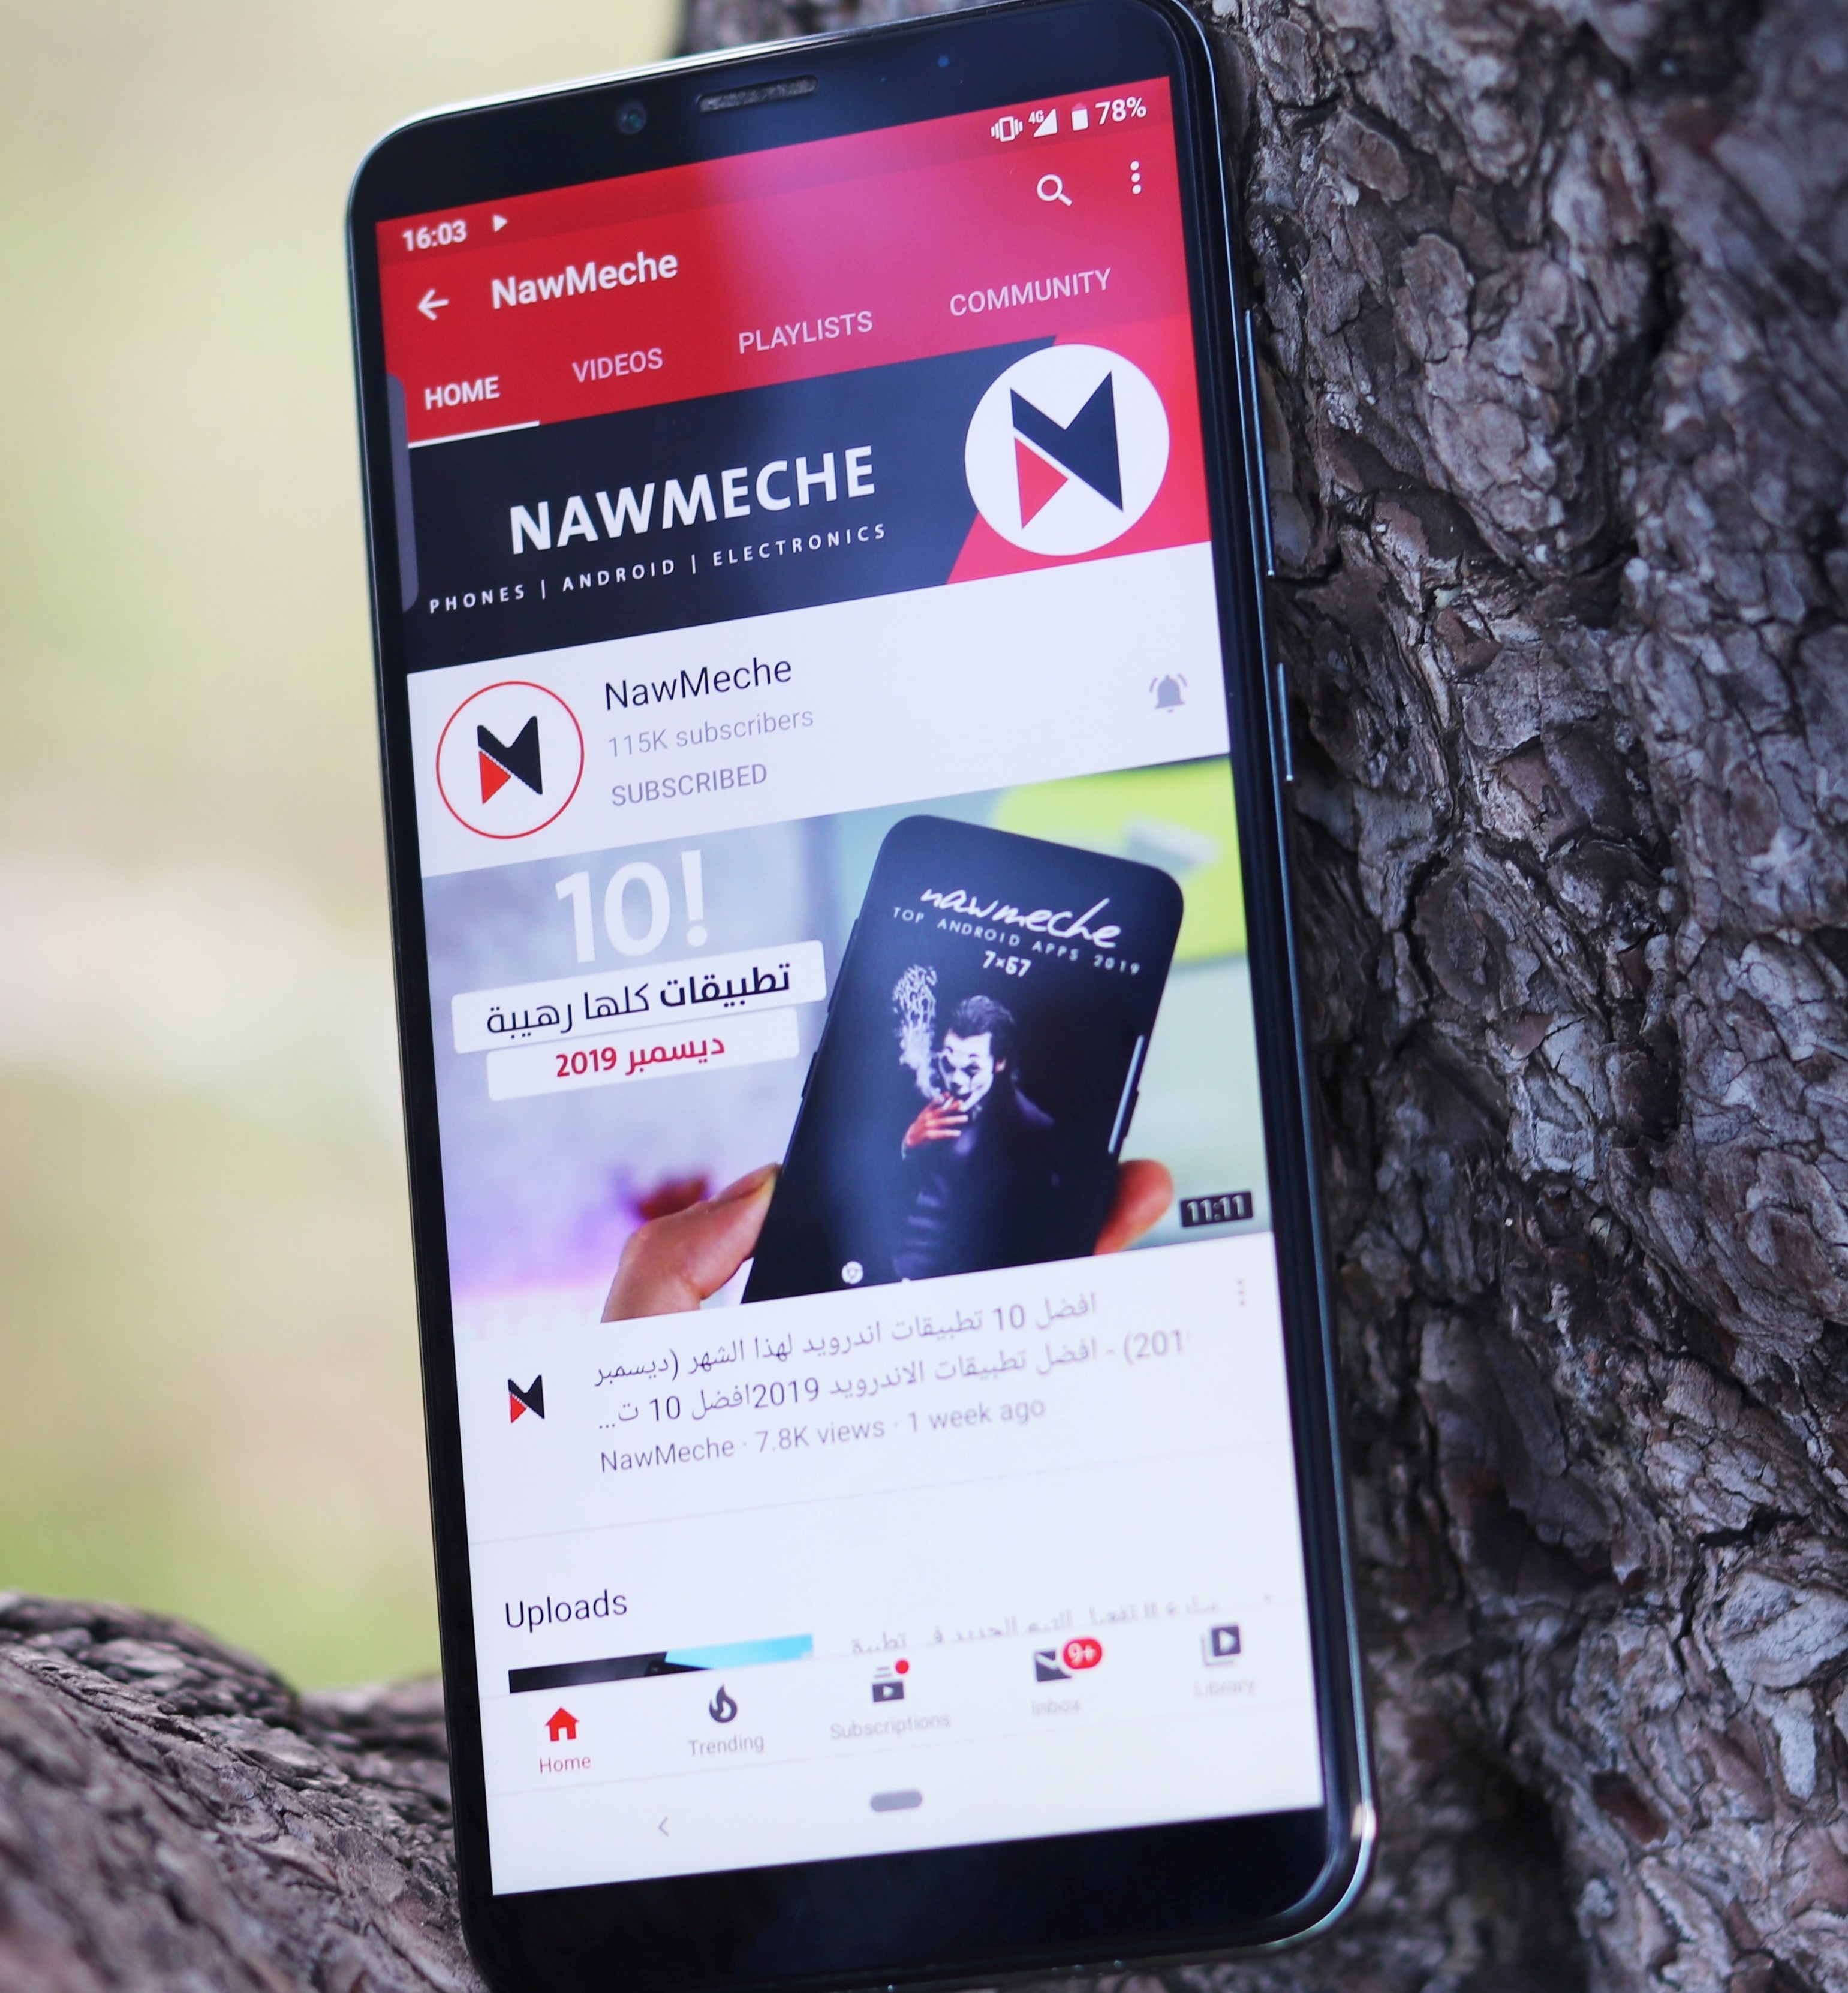 16:03
4G 78%
NawMeche
HOME VIDEOS PLAYLISTS COMMUNITY
NAWMECHE
PHONES | ANDROID | ELECTRONICS
NawMeche
115K subscribers
SUBSCRIBED
10!
تطبيقات كلها رهيبة
ديسمبر 2019
nawmeche
TOP ANDROID APPS 2019
7×57
11:11
افضل 10 تطبيقات اندرويد لهذا الشهر (ديسمبر
201) - افضل تطبيقات الاندرويد 2019افضل 10 ت...
NawMeche · 7.8K views · 1 week ago
Uploads
9+
Home Trending Subscriptions Inbox Library